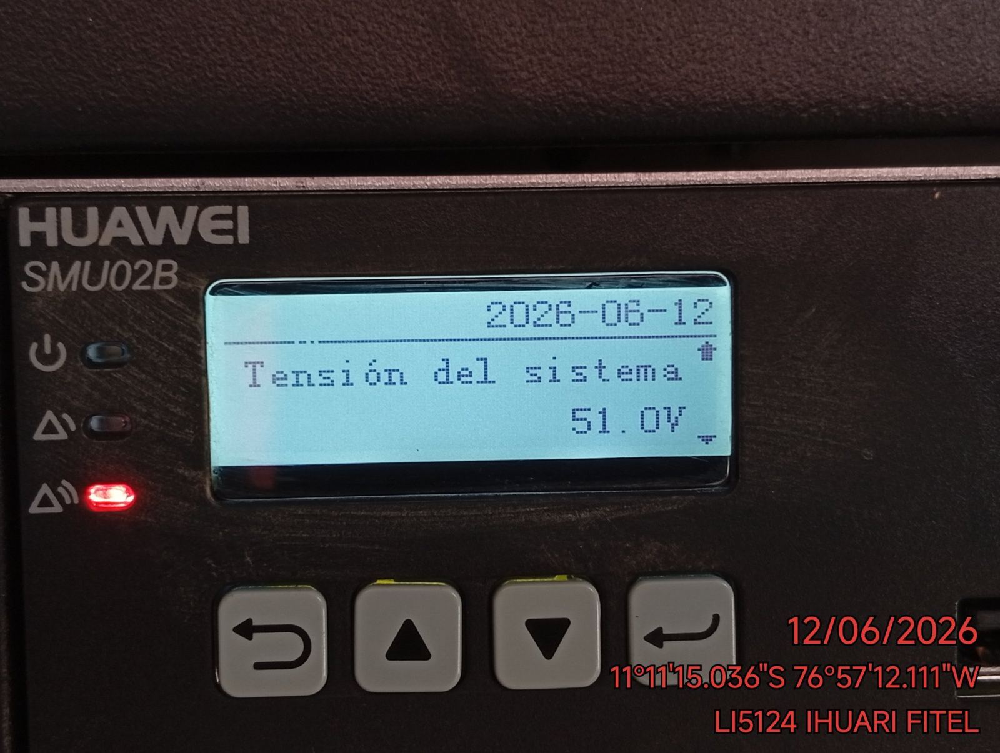 HUAWEI
SMU02B
2026-06-12
Tensión del sistema
51.0V
12/06/2026
11°11'15.036"S 76°57'12.111"W
LI5124 IHUARI FITEL